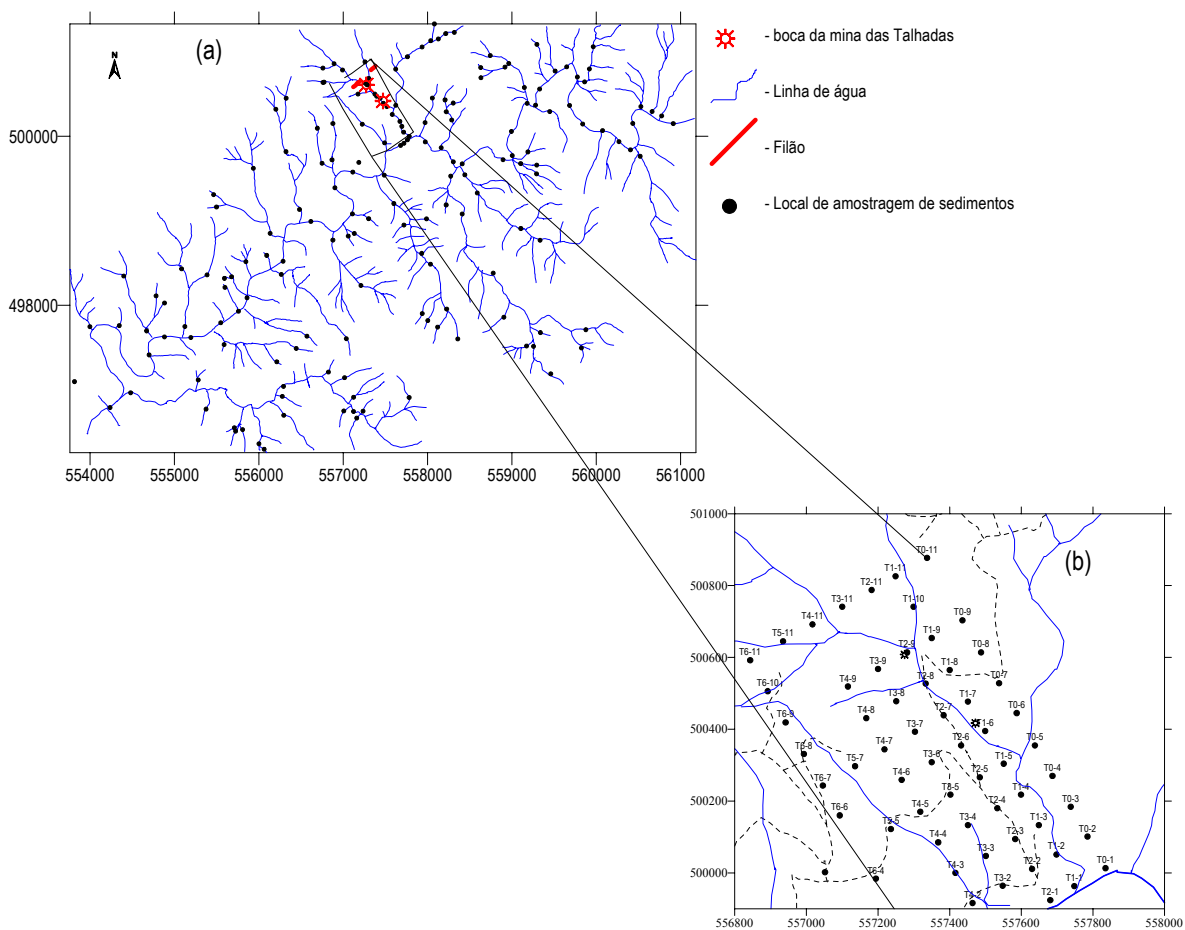 (a)
N
500000
498000
554000 555000 556000 557000 558000 559000 560000 561000
- boca da mina das Talhadas
- Linha de água
- Filão
- Local de amostragem de sedimentos
(b)
501000
500800
500600
500400
500200
500000
556800 557000 557200 557400 557600 557800 558000
T0-11
T1-11
T2-11
T3-11 T1-10
T4-11 T0-9
T5-11 T1-9
T6-11 T2-9 T0-8
T3-9 T1-8
T6-10 T4-9 T2-8 T0-7
T3-8 T1-7
T6-9 T4-8 T2-7 T0-6
T3-7 T1-6
T4-7 T2-6 T0-5
T5-7 T3-6 T1-5
T6-7 T4-6 T2-5 T0-4
T6-6 T4-5 T2-4 T1-4 T0-3
T3-4 T1-3
T4-4 T2-3 T0-2
T3-3 T1-2
T6-4 T4-3 T2-2 T0-1
T3-2 T1-1
T4-2 T2-1